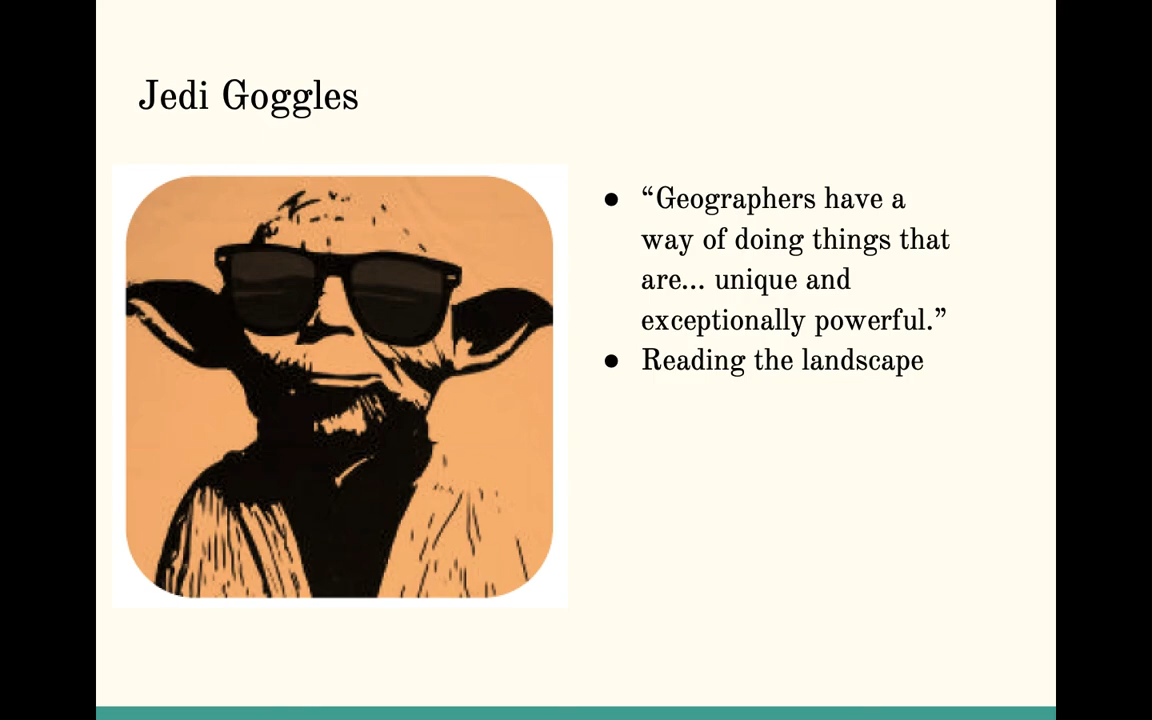 Jedi Goggles
● “Geographers have a
way of doing things that
are... unique and
exceptionally powerful.”
● Reading the landscape